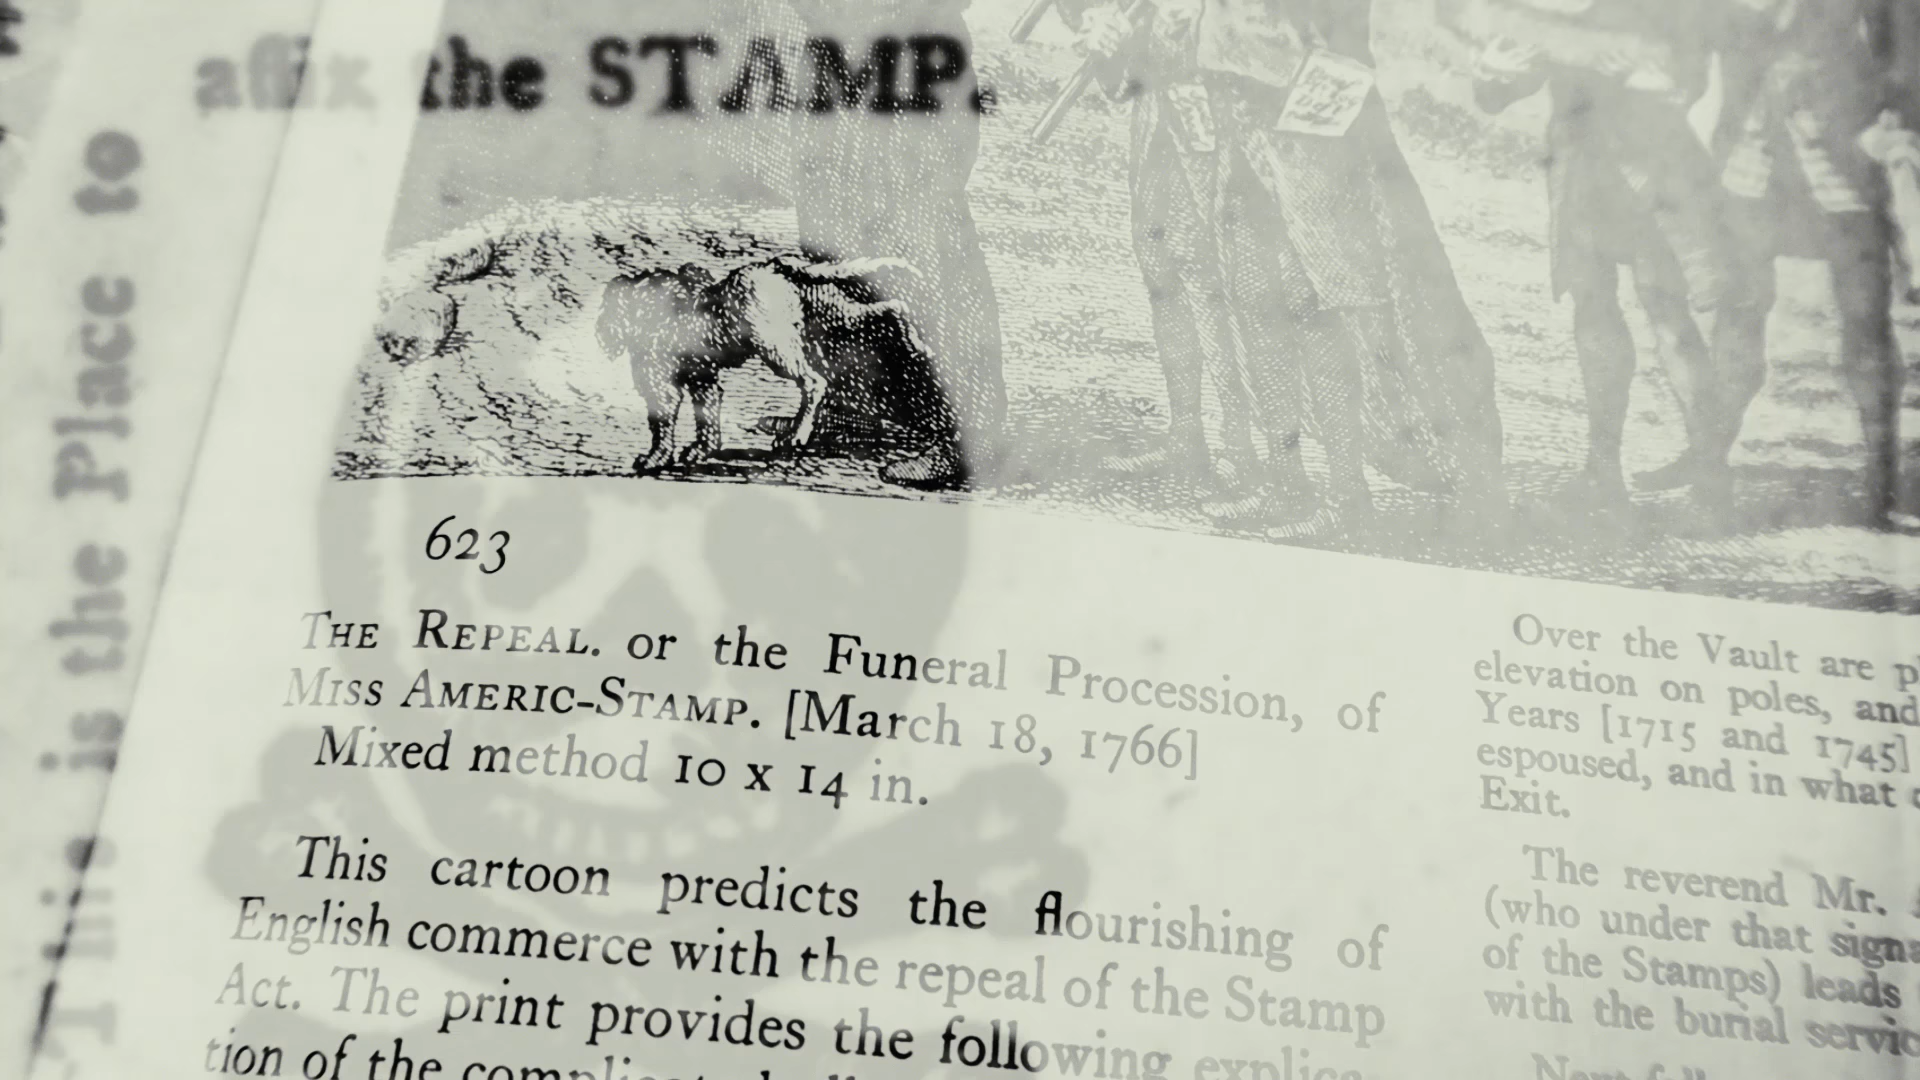 affix the STAMP.
This is the Place to
623
THE REPEAL. or the Funeral Procession, of
MISS AMERIC-STAMP. [March 18, 1766]
Mixed method 10 x 14 in.
This cartoon predicts the flourishing of
English commerce with the repeal of the Stamp
Act. The print provides the following explica-
tion of the
Over the Vault are
elevation on poles, and
Years [1715 and 1745]
espoused, and in what
Exit.
The reverend Mr.
(who under that
of the Stamps) leads
with the burial